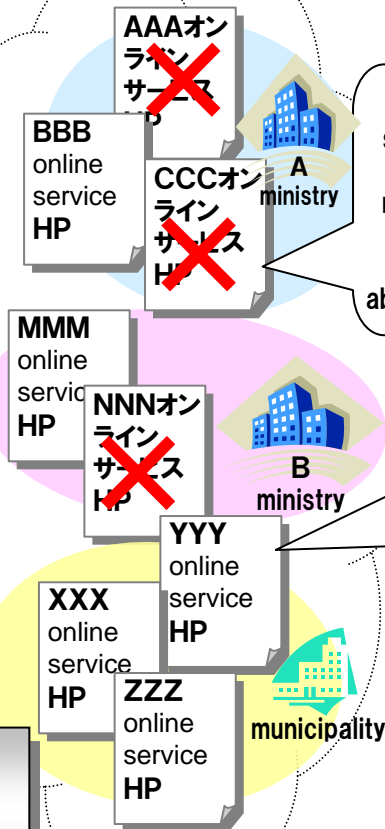 AAAオン
ライン
サービス
HP
BBB
online
service
HP
CCCオン
ライン
サービス
HP
A
ministry
ab
MMM
online
servic
HP
NNNオン
ライン
サービス
HP
B
ministry
YYY
online
service
HP
XXX
online
service
HP
ZZZ
online
service
HP
municipality